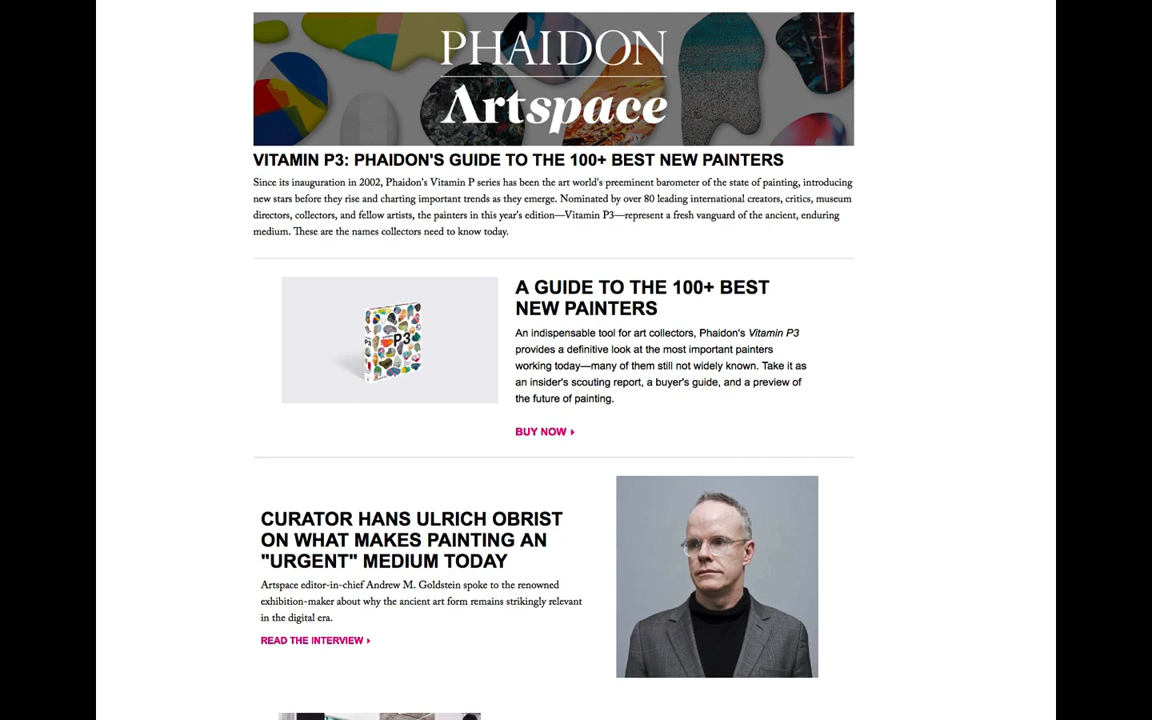 PHAIDON
Artspace
VITAMIN P3: PHAIDON'S GUIDE TO THE 100+ BEST NEW PAINTERS
Since its inauguration in 2002, Phaidon's Vitamin P series has been the art world's preeminent barometer of the state of painting, introducing
new stars before they rise and charting important trends as they emerge. Nominated by over 80 leading international creators, critics, museum
directors, collectors, and fellow artists, the painters in this year's edition—Vitamin P3—represent a fresh vanguard of the ancient, enduring
medium. These are the names collectors need to know today.
P3
A GUIDE TO THE 100+ BEST
NEW PAINTERS
An indispensable tool for art collectors, Phaidon's Vitamin P3
provides a definitive look at the most important painters
working today—many of them still not widely known. Take it as
an insider's scouting report, a buyer's guide, and a preview of
the future of painting.
BUY NOW
CURATOR HANS ULRICH OBRIST
ON WHAT MAKES PAINTING AN
"URGENT" MEDIUM TODAY
Artspace editor-in-chief Andrew M. Goldstein spoke to the renowned
exhibition-maker about why the ancient art form remains strikingly relevant
in the digital era.
READ THE INTERVIEW